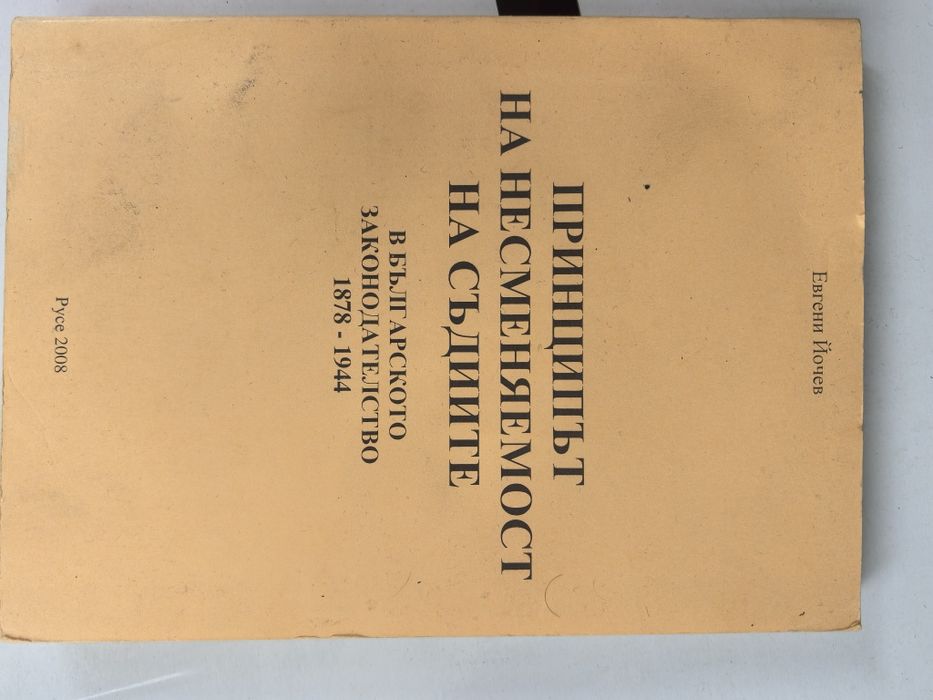 Евгени Йочев
ПРИНЦИПЪТ
НА НЕСМЕНЯЕМОСТ
НА СЪДИИТЕ
В БЪЛГАРСКОТО
ЗАКОНОДАТЕЛСТВО
1878 - 1944
Русе 2008